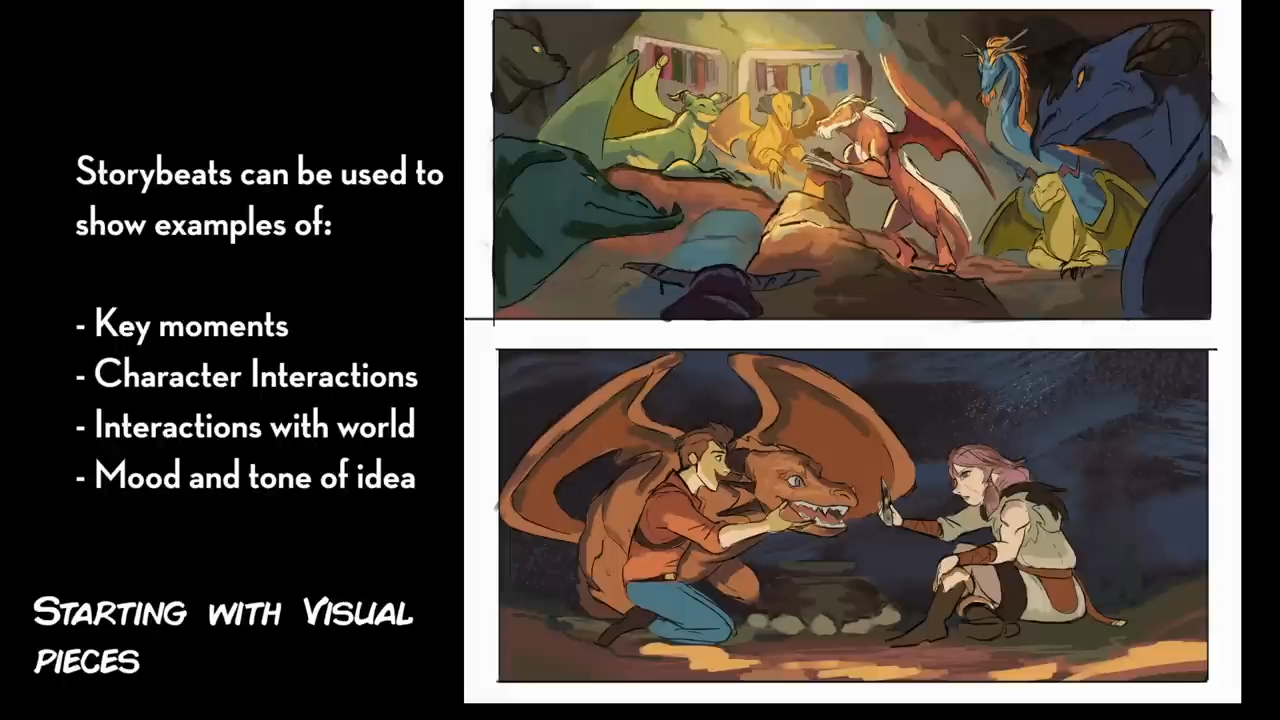 Storybeats can be used to
show examples of:
- Key moments
- Character Interactions
- Interactions with world
- Mood and tone of idea
Starting with Visual
pieces